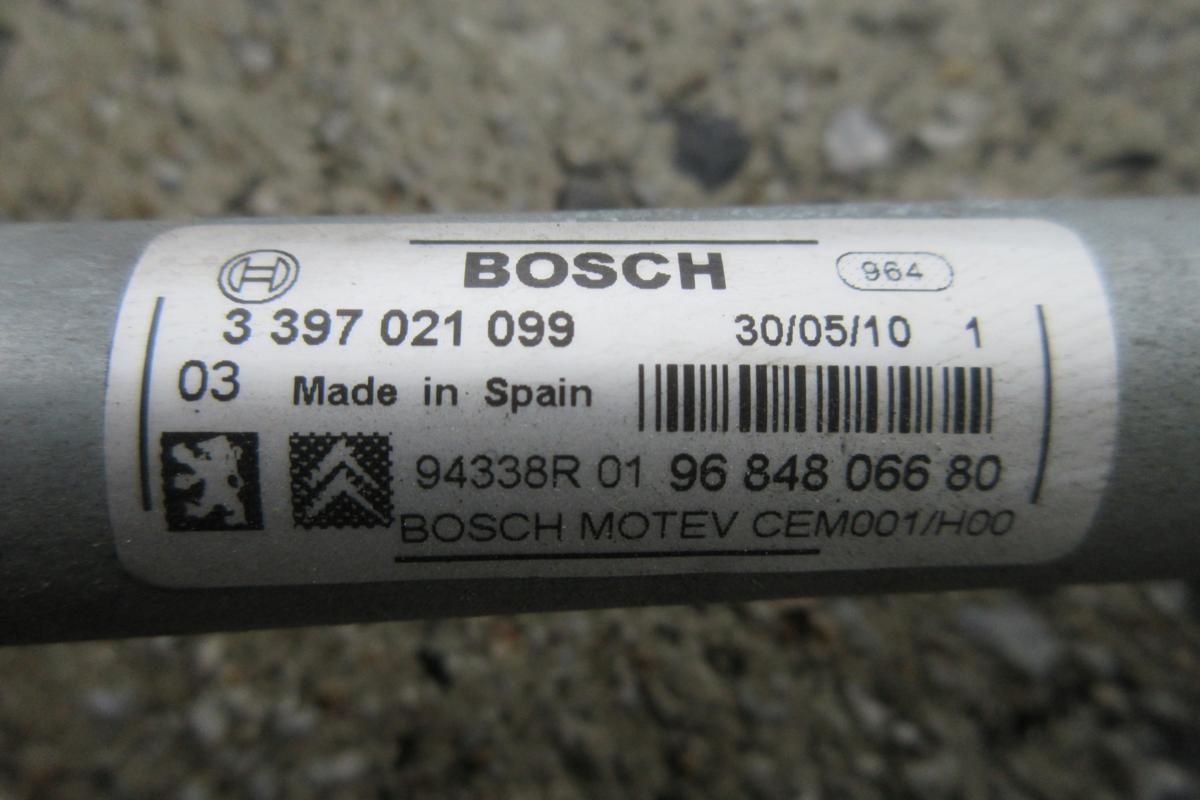 BOSCH 964
3 397 021 099 30/05/10 1
03 Made in Spain
94338R 01 96 848 066 80
BOSCH MOTEV CEM001/H00